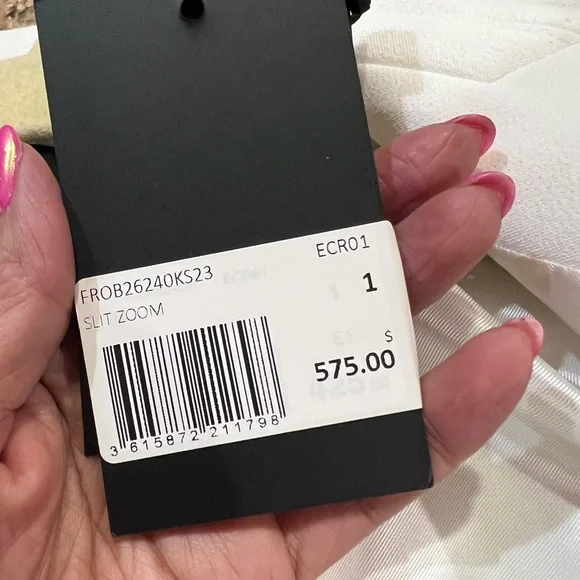 FROB26240KS23
ECR01
SLIT ZOOM
1
$
575.00
3 615872 211798